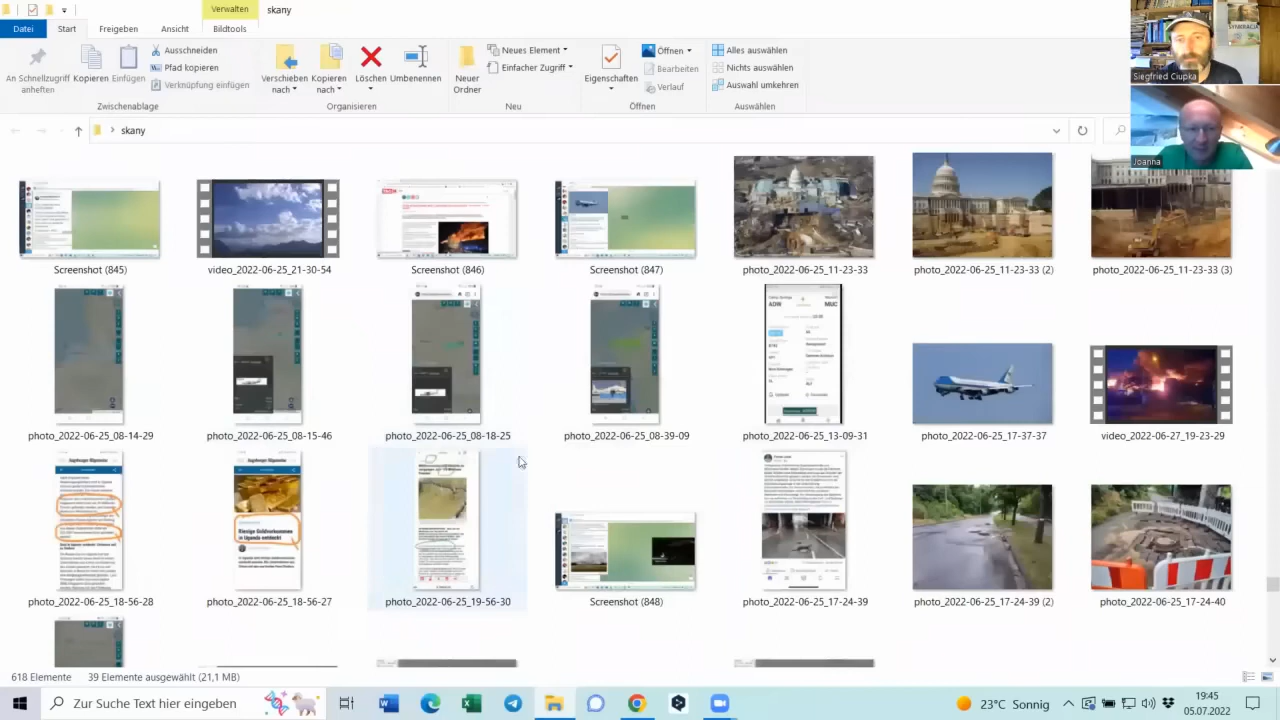 Verwalten
skany
Datei
Start
Freigeben
Ansicht
Bildtools
An Schnellzugriff anheften
Kopieren
Einfügen
Ausschneiden
Pfad kopieren
Verknüpfung einfügen
Zwischenablage
Verschieben nach
Kopieren nach
Löschen
Umbenennen
Organisieren
Neuer Ordner
Neues Element
Einfacher Zugriff
Neu
Eigenschaften
Öffnen
Bearbeiten
Verlauf
Öffnen
Alles auswählen
Nichts auswählen
Auswahl umkehren
Auswählen
Siegfried Ciupka
Joanna
skany
Screenshot (845)
video_2022-06-25_21-30-54
Screenshot (846)
Screenshot (847)
photo_2022-06-25_11-23-33
photo_2022-06-25_11-23-33 (2)
photo_2022-06-25_11-23-33 (3)
photo_2022-06-25_08-14-29
photo_2022-06-25_08-15-46
photo_2022-06-25_08-18-25
photo_2022-06-25_08-39-09
photo_2022-06-25_13-09-31
photo_2022-06-25_17-37-37
video_2022-06-27_19-23-29
Riesige Goldvorkommen
in Uganda entdeckt
photo_2022-06-25_18-56-28
photo_2022-06-25_18-56-27
photo_2022-06-25_19-56-30
Screenshot (848)
photo_2022-06-25_17-24-39
photo_2022-06-25_17-24-39 (2)
photo_2022-06-25_17-24-40
618 Elemente
39 Elemente ausgewählt (21,1 MB)
Zur Suche Text hier eingeben
23°C Sonnig
19:45
05.07.2022